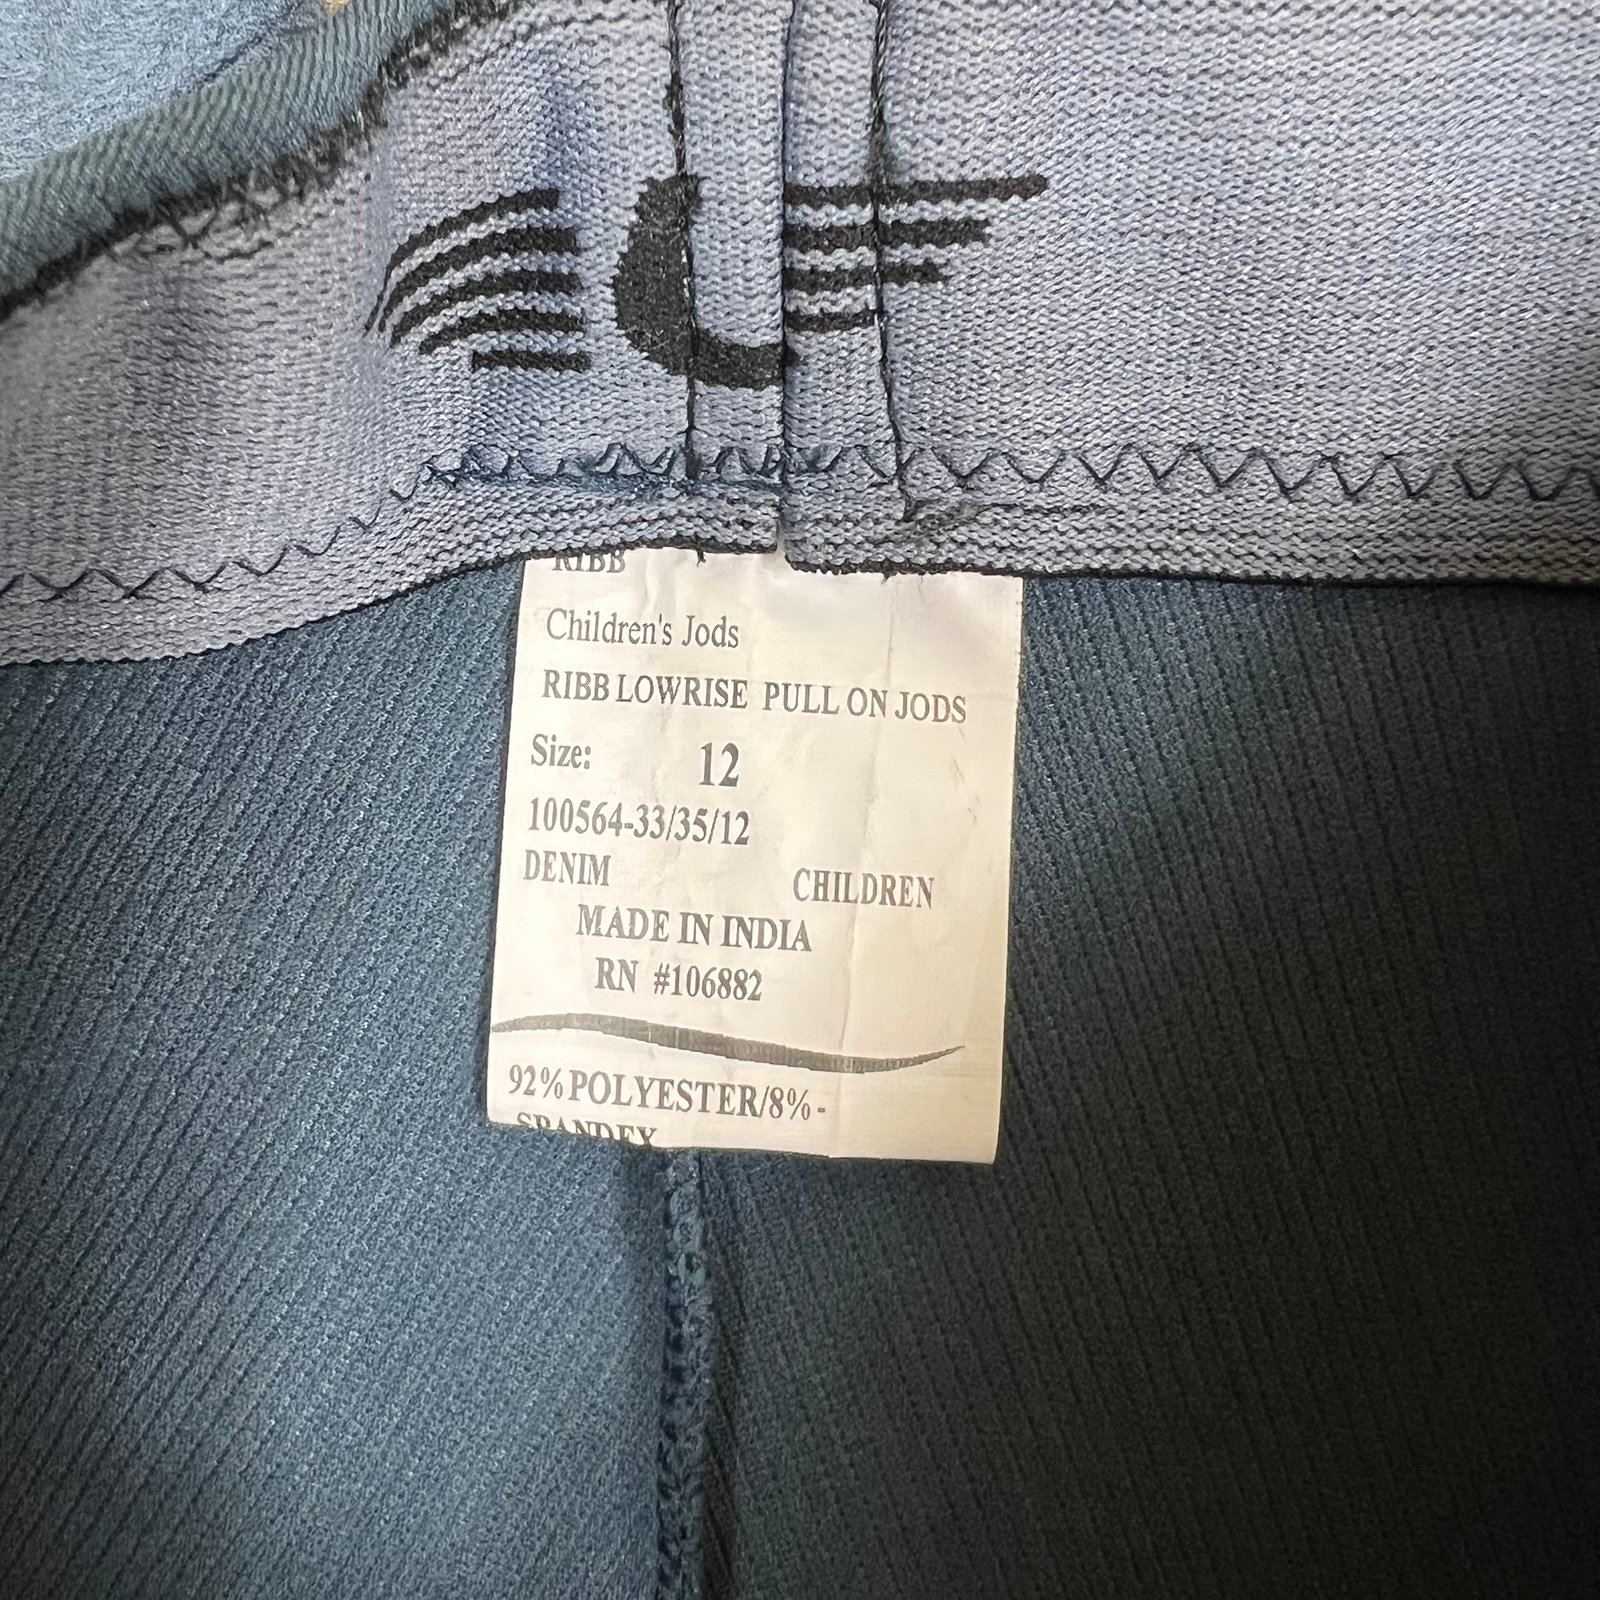 RIBB
Children's Jods
RIBB LOWRISE PULL ON JODS
Size: 12
100564-33/35/12
DENIM CHILDREN
MADE IN INDIA
RN #106882
92% POLYESTER/8% -
SPANDEX